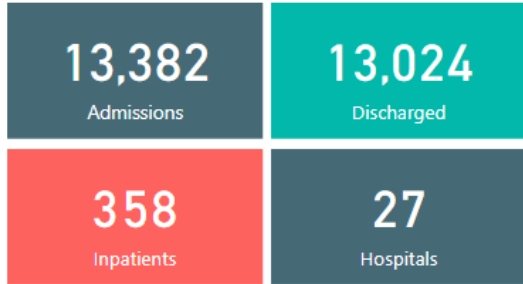 13,382
Admissions
13,024
Discharged
358
Inpatients
27
Hospitals